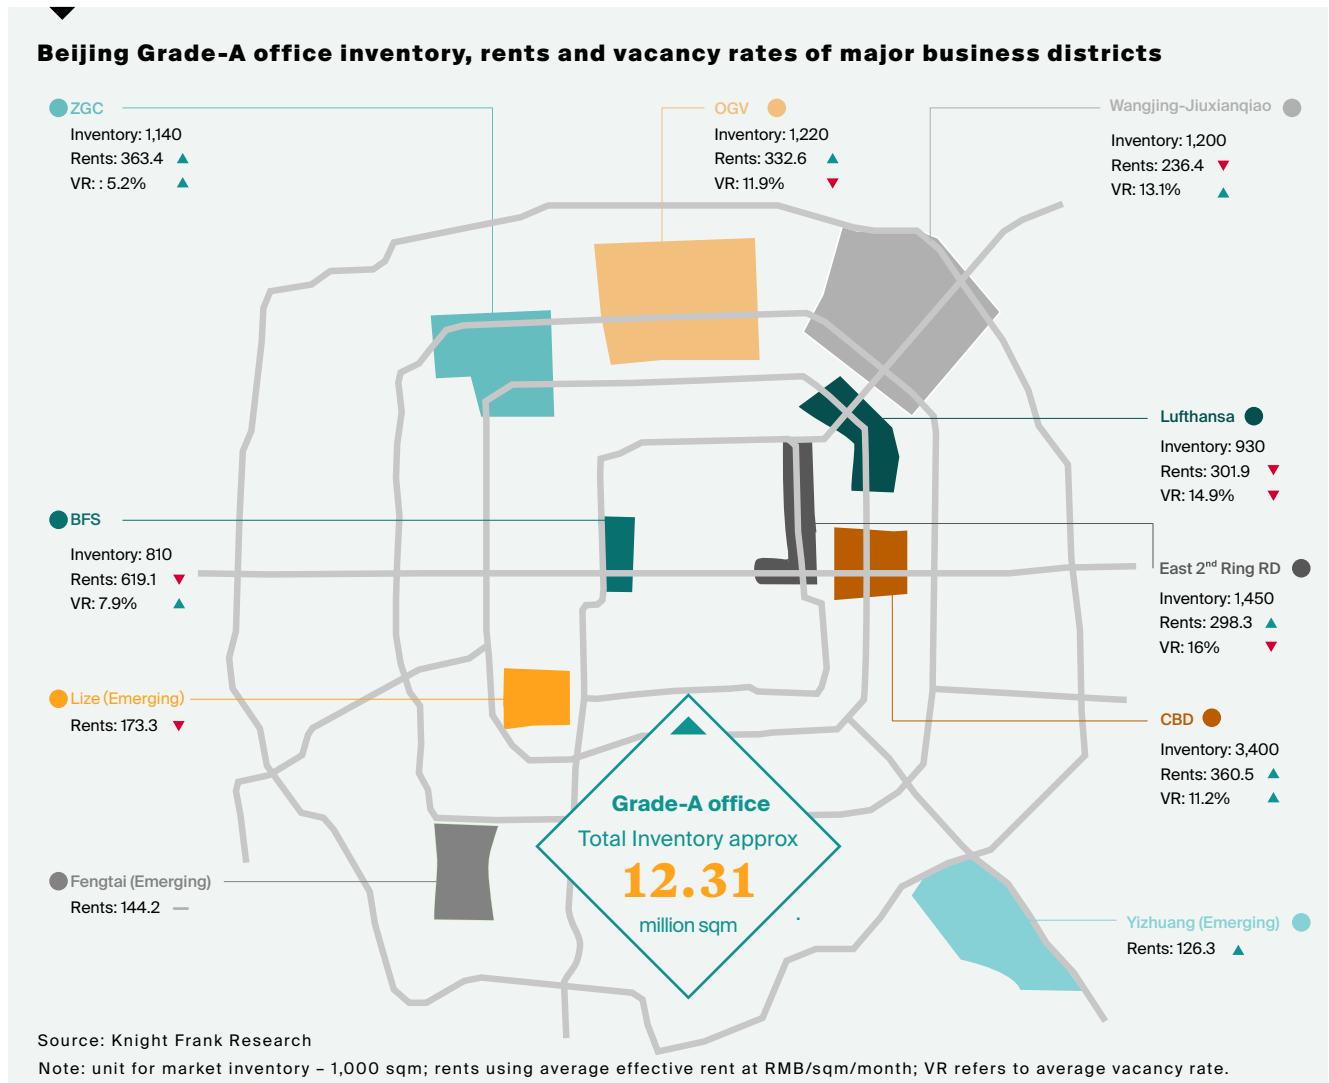 Beijing Grade-A office inventory, rents and vacancy rates of major business districts
ZGC
Inventory: 1,140
Rents: 363.4
VR: : 5.2%
OGV
Inventory: 1,220
Rents: 332.6
VR: 11.9%
Wangjing-Jiuxianqiao
Inventory: 1,200
Rents: 236.4
VR: 13.1%
Lufthansa
Inventory: 930
Rents: 301.9
VR: 14.9%
BFS
Inventory: 810
Rents: 619.1
VR: 7.9%
East 2nd Ring RD
Inventory: 1,450
Rents: 298.3
VR: 16%
Lize (Emerging)
Rents: 173.3
CBD
Inventory: 3,400
Rents: 360.5
VR: 11.2%
Grade-A office
Total Inventory approx
12.31
million sqm
Fengtai (Emerging)
Rents: 144.2
Yizhuang (Emerging)
Rents: 126.3
Source: Knight Frank Research
Note: unit for market inventory – 1,000 sqm; rents using average effective rent at RMB/sqm/month; VR refers to average vacancy rate.